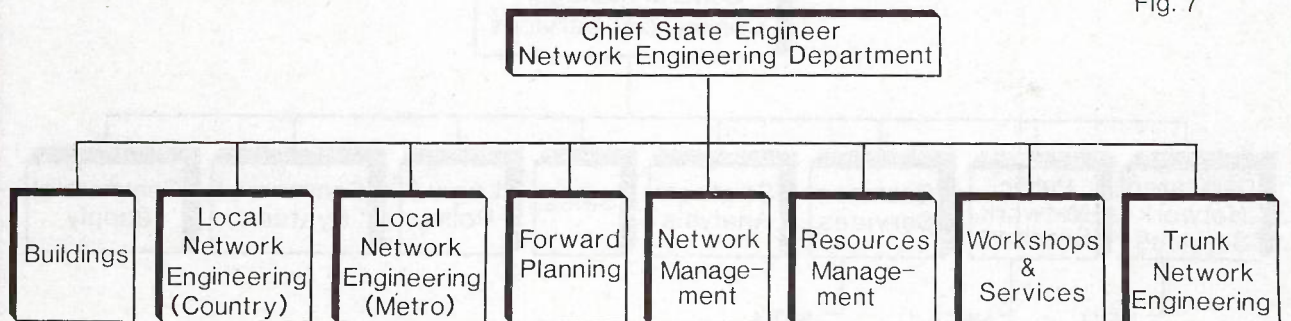 Fig. 7
Chief State Engineer
Network Engineering Department
Buildings
Local
Network
Engineering
(Country)
Local
Network
Engineering
(Metro)
Forward
Planning
Network
Manage-
ment
Resources
Manage-
ment
Workshops
&
Services
Trunk
Network
Engineering